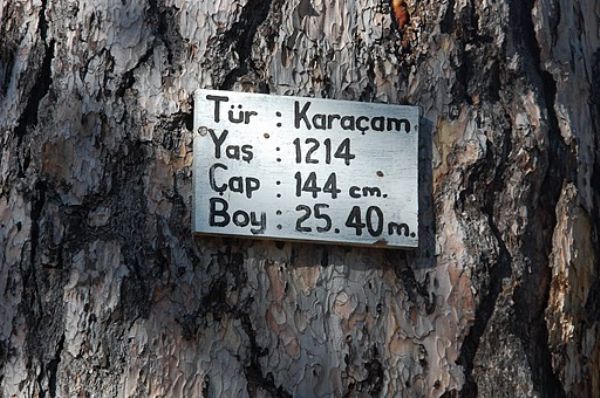 Tür : Karaçam
Yaş : 1214
Çap : 144 cm.
Boy : 25.40 m.